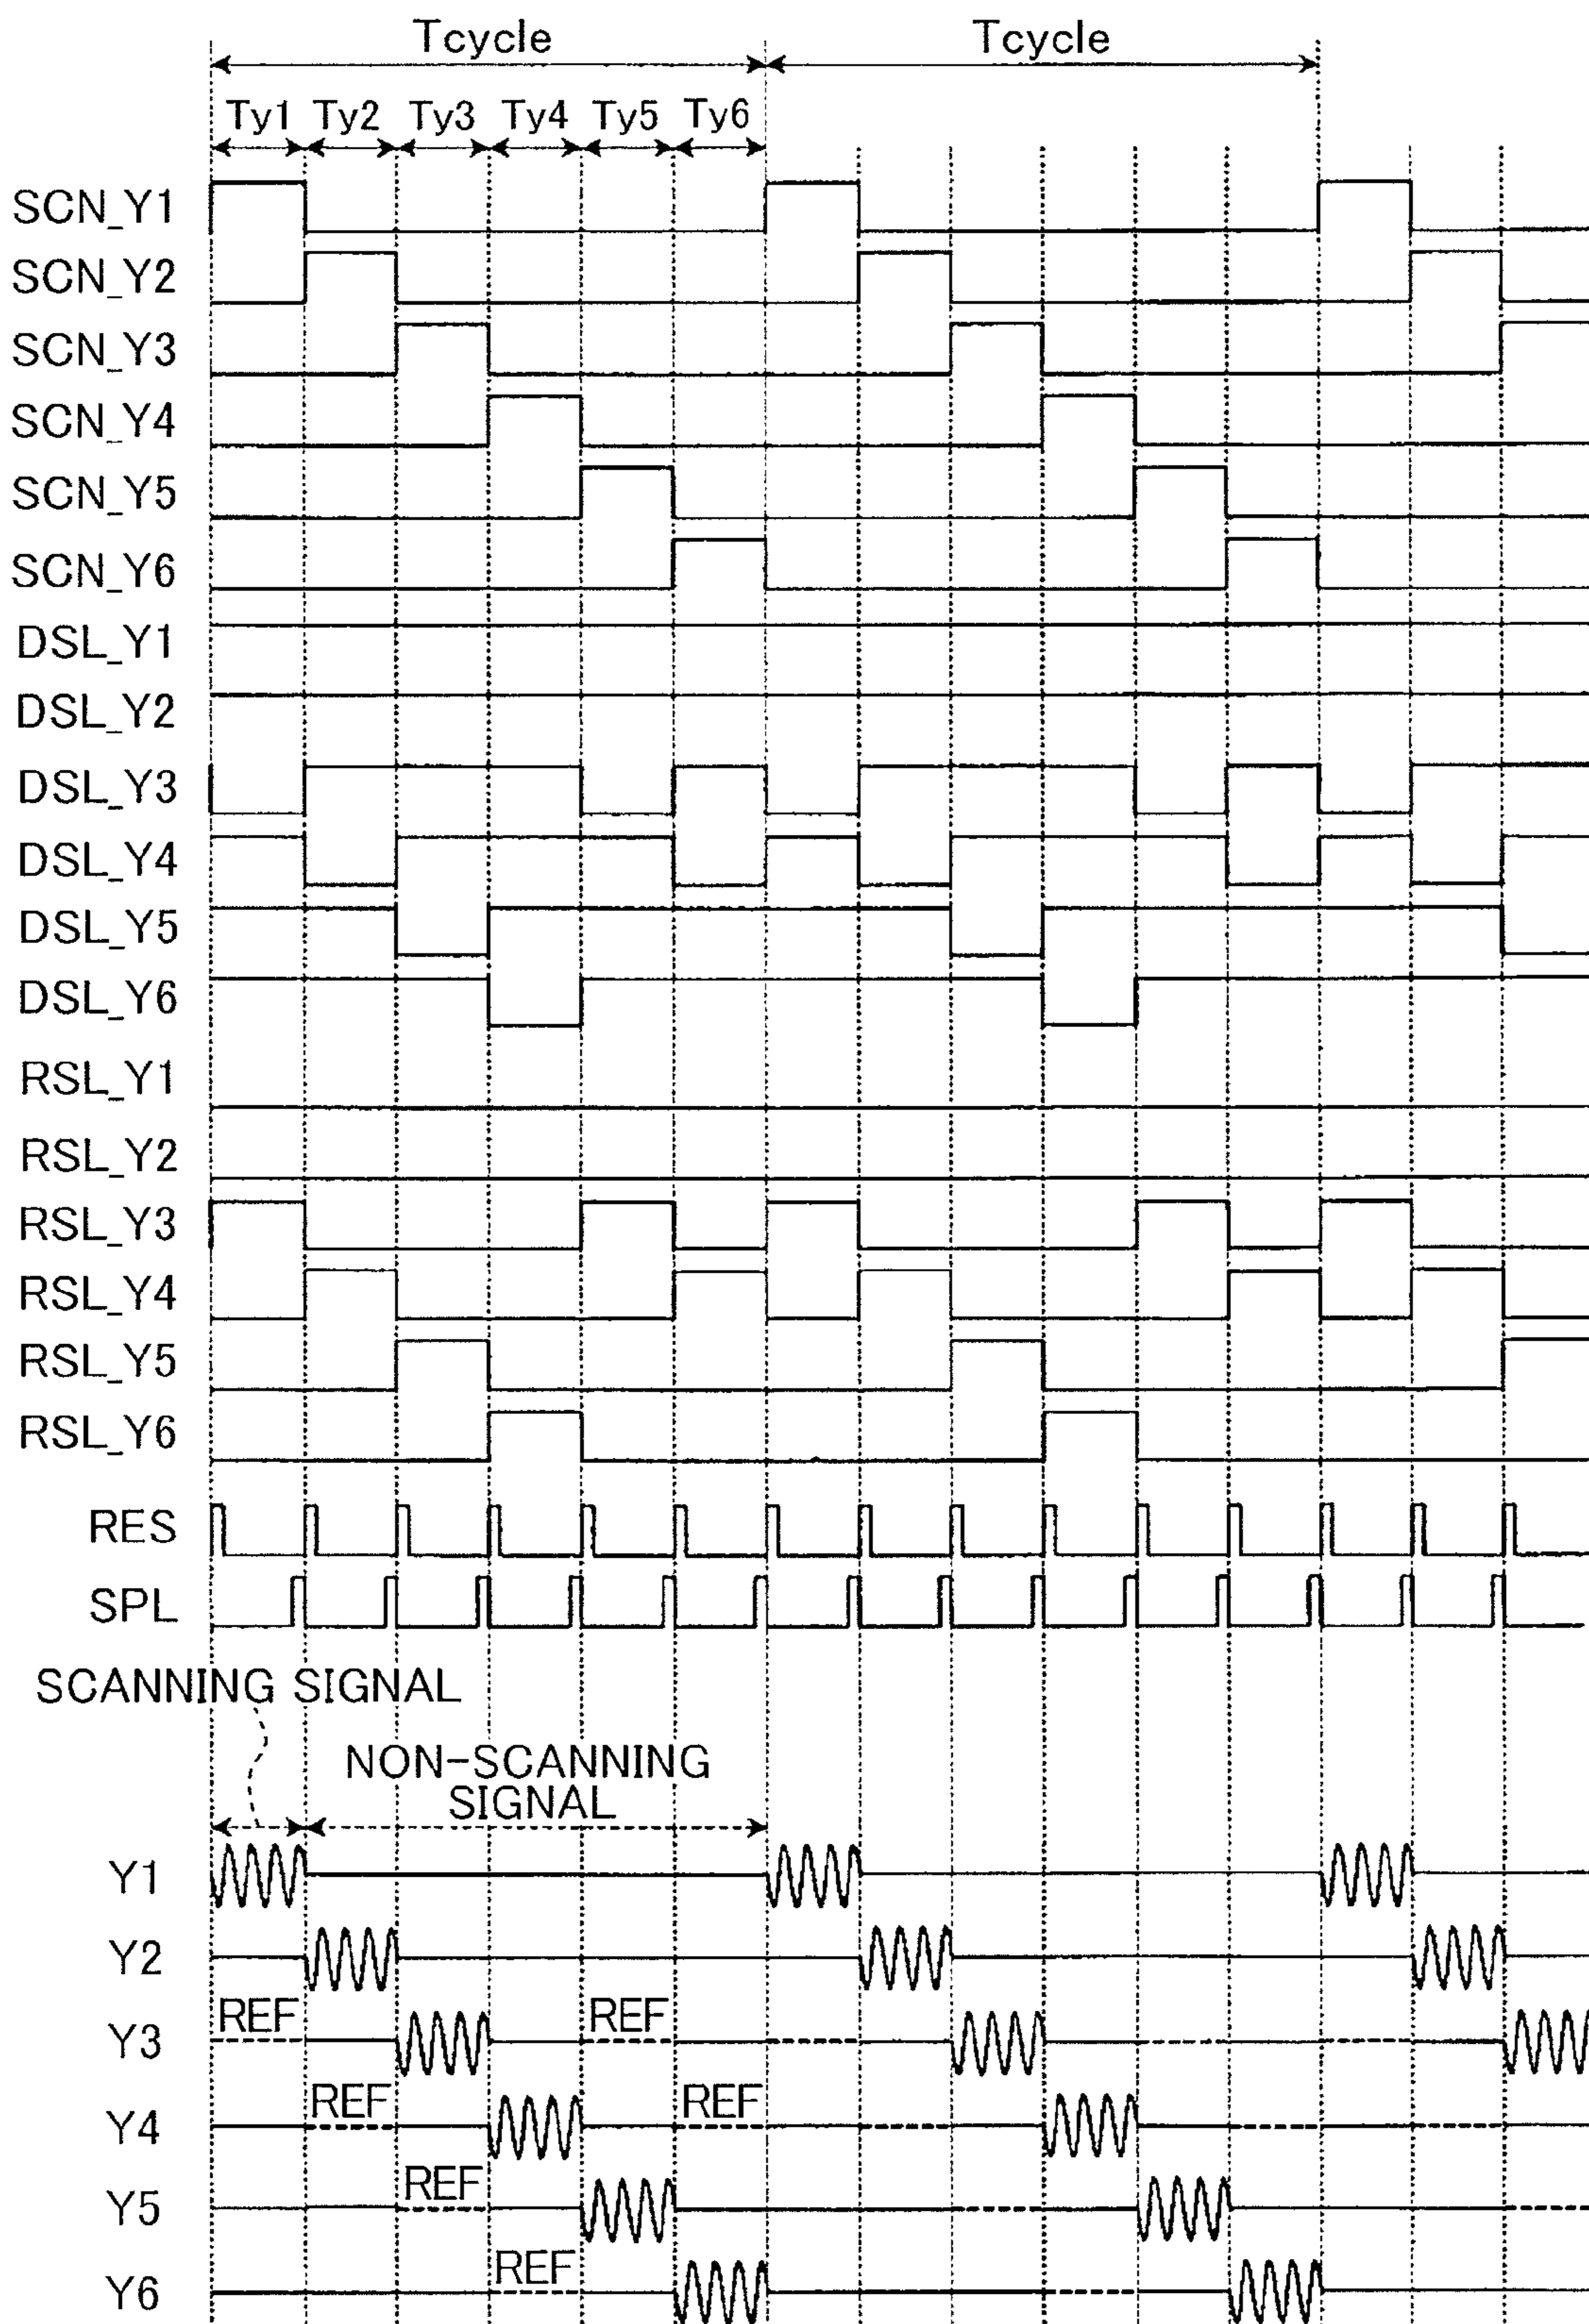 Tcycle Tcycle
Ty1 Ty2 Ty3 Ty4 Ty5 Ty6
SCN_Y1
SCN_Y2
SCN_Y3
SCN_Y4
SCN_Y5
SCN_Y6
DSL_Y1
DSL_Y2
DSL_Y3
DSL_Y4
DSL_Y5
DSL_Y6
RSL_Y1
RSL_Y2
RSL_Y3
RSL_Y4
RSL_Y5
RSL_Y6
RES
SPL
SCANNING SIGNAL
NON-SCANNING
SIGNAL
Y1
Y2
Y3 REF REF
Y4 REF REF
Y5 REF
Y6 REF